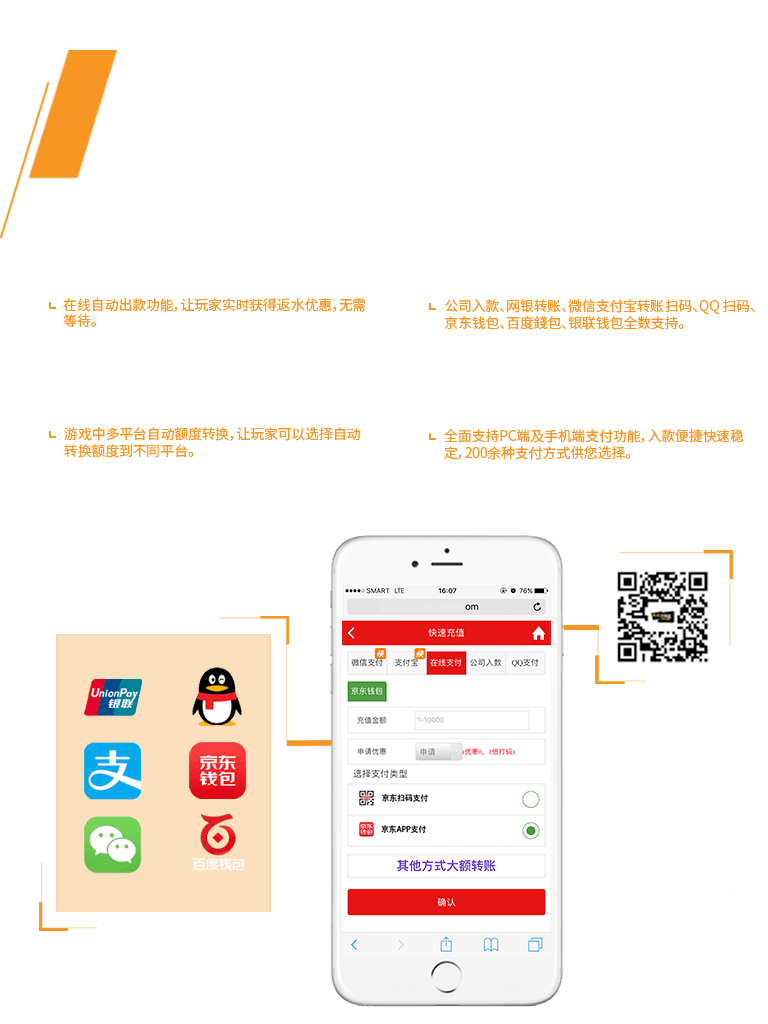 在线自动出款功能，让玩家实时获得返水优惠，无需
等待。
公司入款、网银转账、微信支付宝转账扫码、QQ 扫码、
京东钱包、百度錢包、银联钱包全数支持。
游戏中多平台自动额度转换，让玩家可以选择自动
转换额度到不同平台。
全面支持PC端及手机端支付功能，入款便捷快速稳
定，200余种支付方式供您选择。
SMART LTE 16:07 76%
om
快速充值
微信支付 快 支付宝 快 在线支付 公司入款 QQ支付
京东钱包
充值金额 1-10000
申请优惠 申请 (优惠0，1倍打码)
选择支付类型
京东扫码支付
京东钱包 京东APP支付
其他方式大额转账
确认
UnionPay
银联
支
京东
钱包
百度钱包